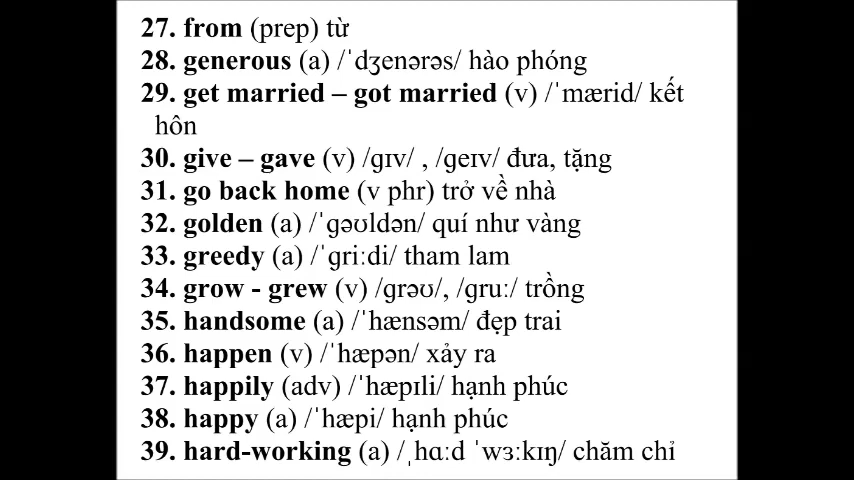 27. from (prep) từ
28. generous (a) /ˈdʒenərəs/ hào phóng
29. get married – got married (v) /ˈmærid/ kết
hôn
30. give – gave (v) /ɡɪv/ , /ɡeɪv/ đưa, tặng
31. go back home (v phr) trở về nhà
32. golden (a) /ˈɡəʊldən/ quí như vàng
33. greedy (a) /ˈɡriːdi/ tham lam
34. grow - grew (v) /ɡrəʊ/, /ɡruː/ trồng
35. handsome (a) /ˈhænsəm/ đẹp trai
36. happen (v) /ˈhæpən/ xảy ra
37. happily (adv) /ˈhæpɪli/ hạnh phúc
38. happy (a) /ˈhæpi/ hạnh phúc
39. hard-working (a) /ˌhɑːd ˈwɜːkɪŋ/ chăm chỉ